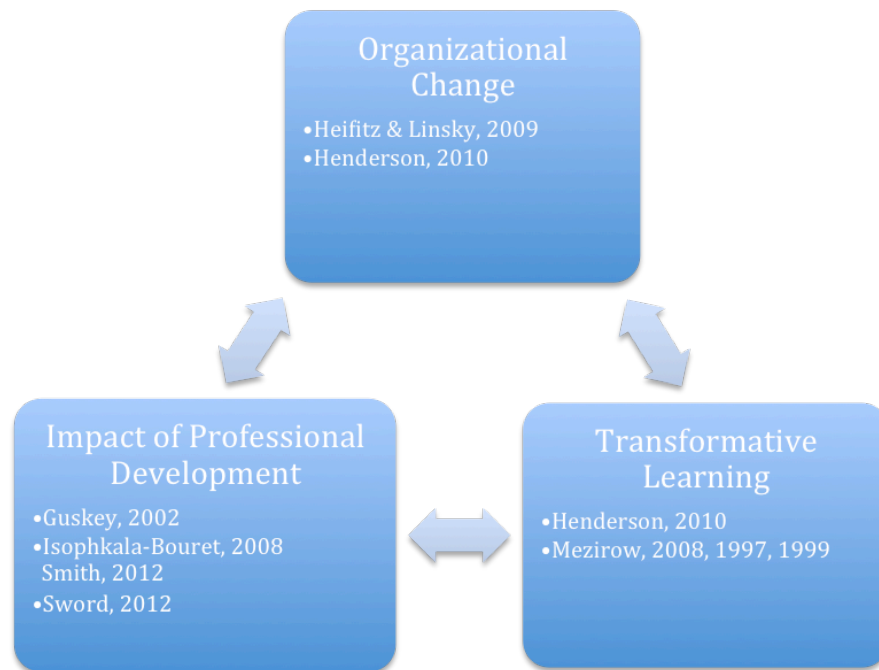 Organizational
Change
•Heifitz & Linsky, 2009
•Henderson, 2010
Impact of Professional
Development
•Guskey, 2002
•Isophkala-Bouret, 2008
Smith, 2012
•Sword, 2012
Transformative
Learning
•Henderson, 2010
•Mezirow, 2008, 1997, 1999